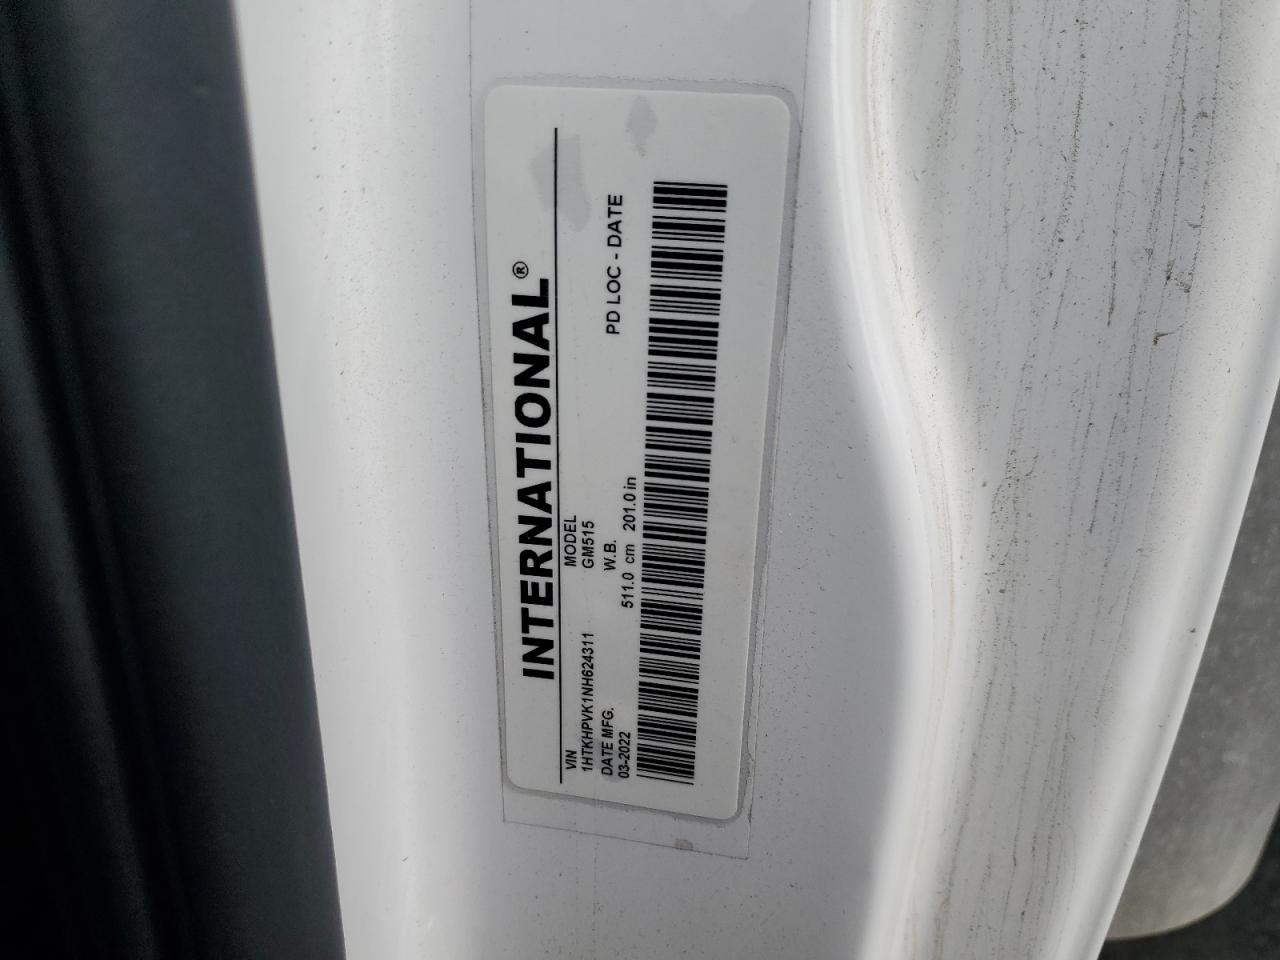 INTERNATIONAL®
VIN MODEL
1HTKHPVK1NH624311 GM515
DATE MFG. W.B. PD LOC - DATE
03-2022 511.0 cm 201.0 in